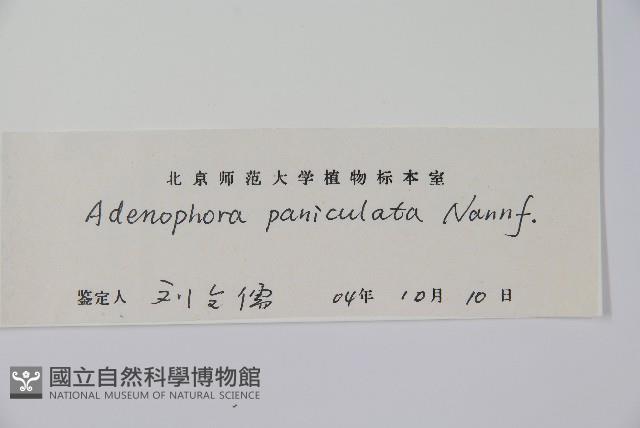 北京师范大学植物标本室
Adenophora paniculata Nannf.
鉴定人 刘全儒 04年 10月 10日
國立自然科學博物館
NATIONAL MUSEUM OF NATURAL SCIENCE